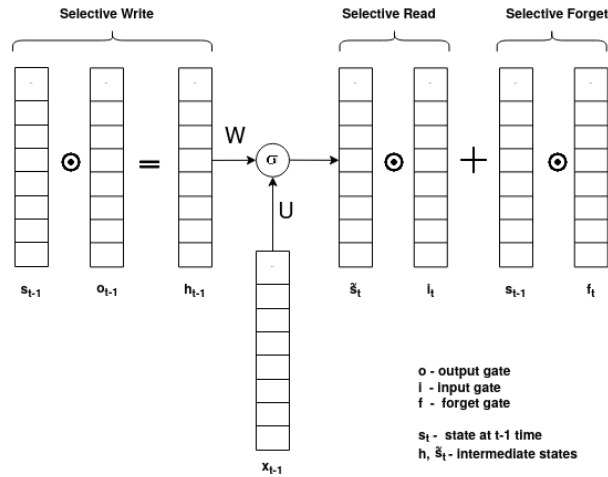 Selective Write Selective Read Selective Forget
⊙ = W σ ⊙ + ⊙
U
s_{t-1} o_{t-1} h_{t-1} s̃_t i_t s_{t-1} f_t
o - output gate
i - input gate
f - forget gate
s_t - state at t-1 time
h, s̃_t - intermediate states
x_{t-1}